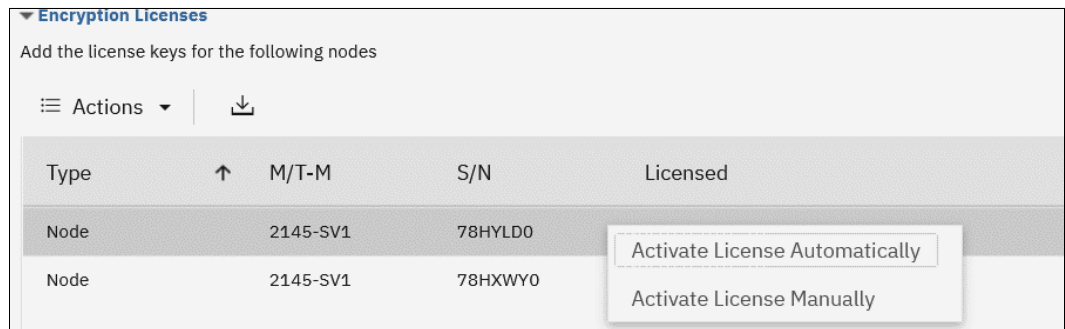 Encryption Licenses
Add the license keys for the following nodes
Actions
Type M/T-M S/N Licensed
Node 2145-SV1 78HYLD0
Activate License Automatically
Node 2145-SV1 78HXWY0
Activate License Manually